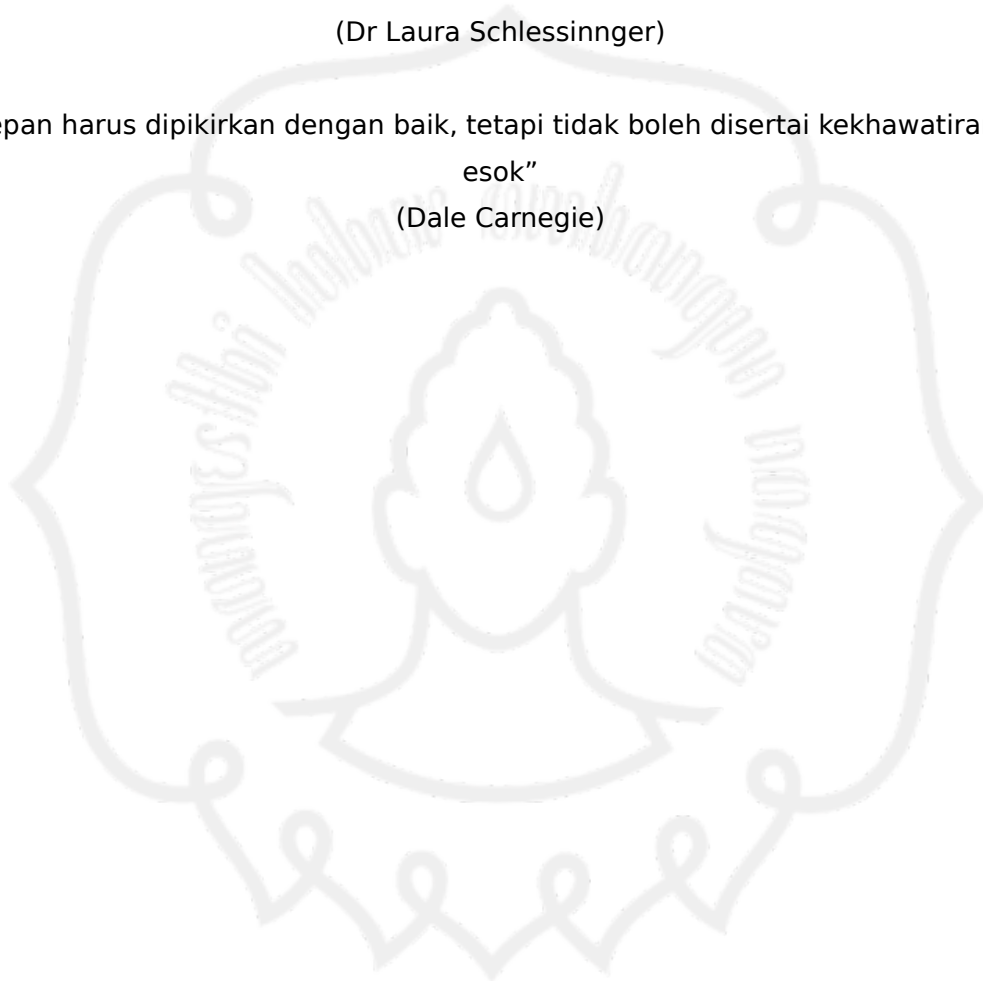 (Dr Laura Schlessinnger)
epan harus dipikirkan dengan baik, tetapi tidak boleh disertai kekhawatira
esok”
(Dale Carnegie)